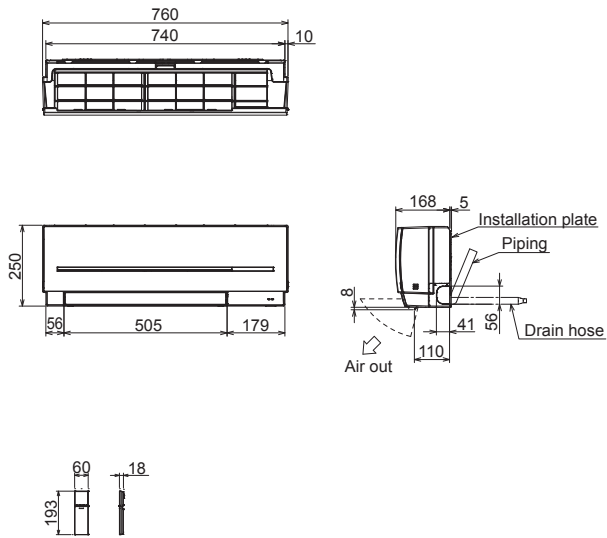 760
740 10
168 5
Installation plate
Piping
250
8
56
56 505 179
41
Drain hose
110
Air out
60 18
193